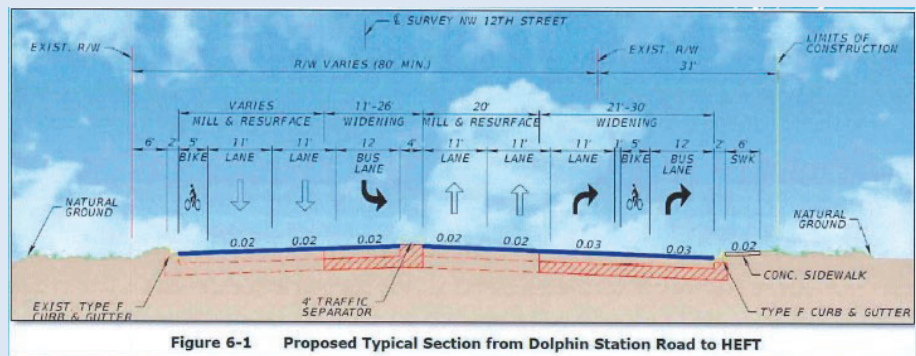 ℄ SURVEY NW 12TH STREET
EXIST. R/W
EXIST. R/W
LIMITS OF
CONSTRUCTION
R/W VARIES (80' MIN.)
31'
VARIES
11'-26'
20'
21'-30'
MILL & RESURFACE
WIDENING
MILL & RESURFACE
WIDENING
6' 2' 5' 11' 11' 12' 4' 11' 11' 11' 1' 5' 12' 2' 6'
BIKE LANE LANE BUS LANE LANE LANE LANE BIKE BUS SWK
LANE LANE
NATURAL
GROUND
NATURAL
GROUND
0.02 0.02 0.02 0.02 0.02 0.03 0.03 0.02
CONC. SIDEWALK
EXIST. TYPE F
CURB & GUTTER
4' TRAFFIC
SEPARATOR
TYPE F CURB & GUTTER
Figure 6-1 Proposed Typical Section from Dolphin Station Road to HEFT